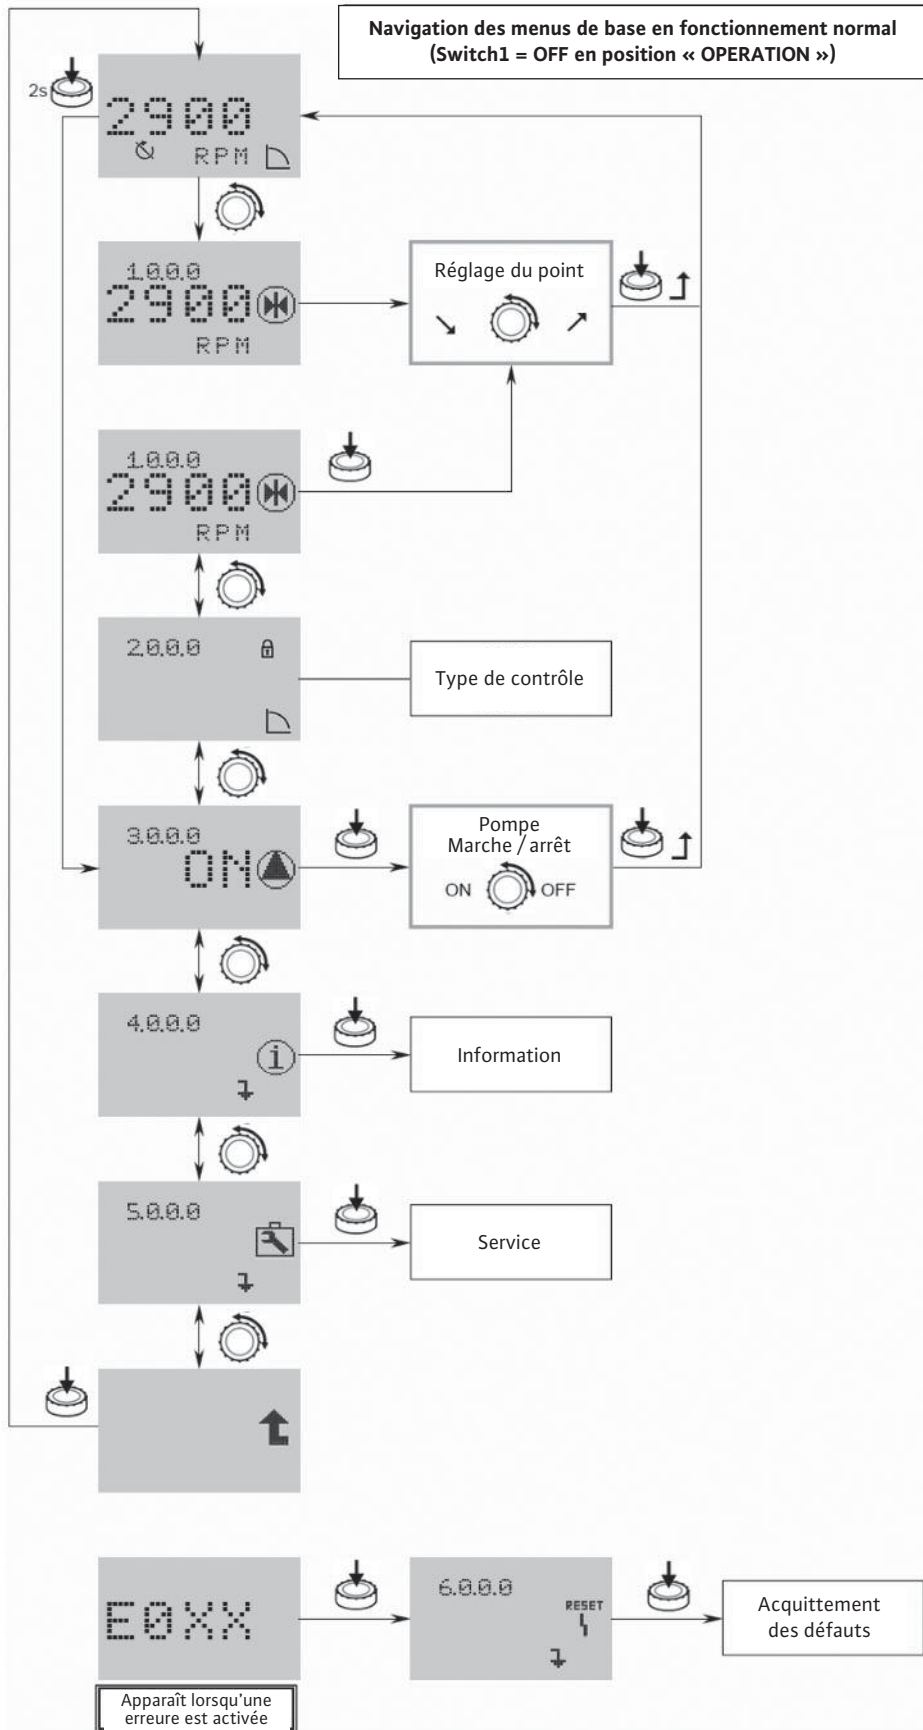 Navigation des menus de base en fonctionnement normal
(Switch1 = OFF en position « OPERATION »)
2s
2900
RPM
1.0.0.0
2900
RPM
Réglage du point
1.0.0.0
2900
RPM
2.0.0.0
Type de contrôle
3.0.0.0
ON
Pompe
Marche / arrêt
ON OFF
4.0.0.0
i
Information
5.0.0.0
Service
E0XX
6.0.0.0
RESET
Acquittement
des défauts
Apparaît lorsqu'une
erreure est activée